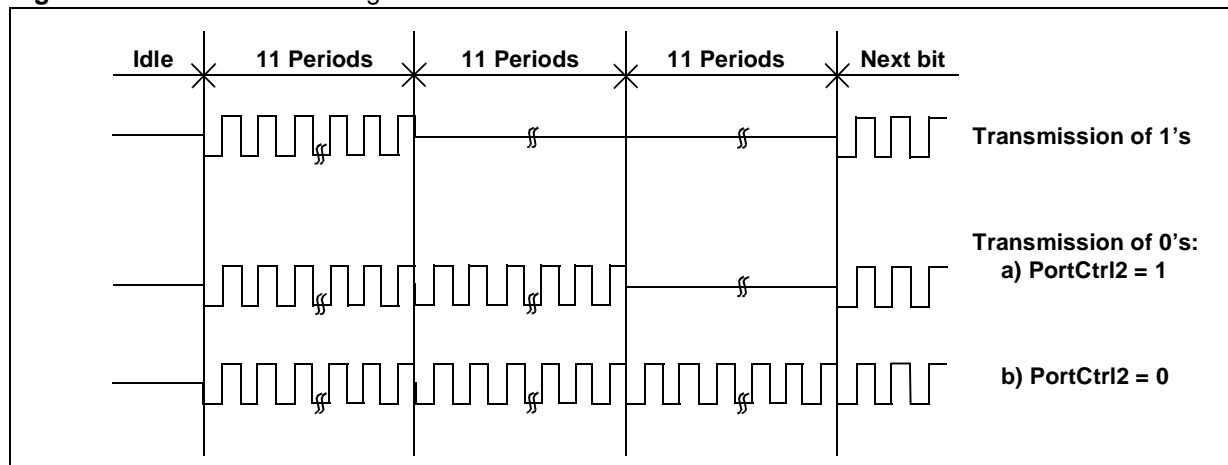 Idle 11 Periods 11 Periods 11 Periods Next bit
Transmission of 1's
Transmission of 0's:
a) PortCtrl2 = 1
b) PortCtrl2 = 0